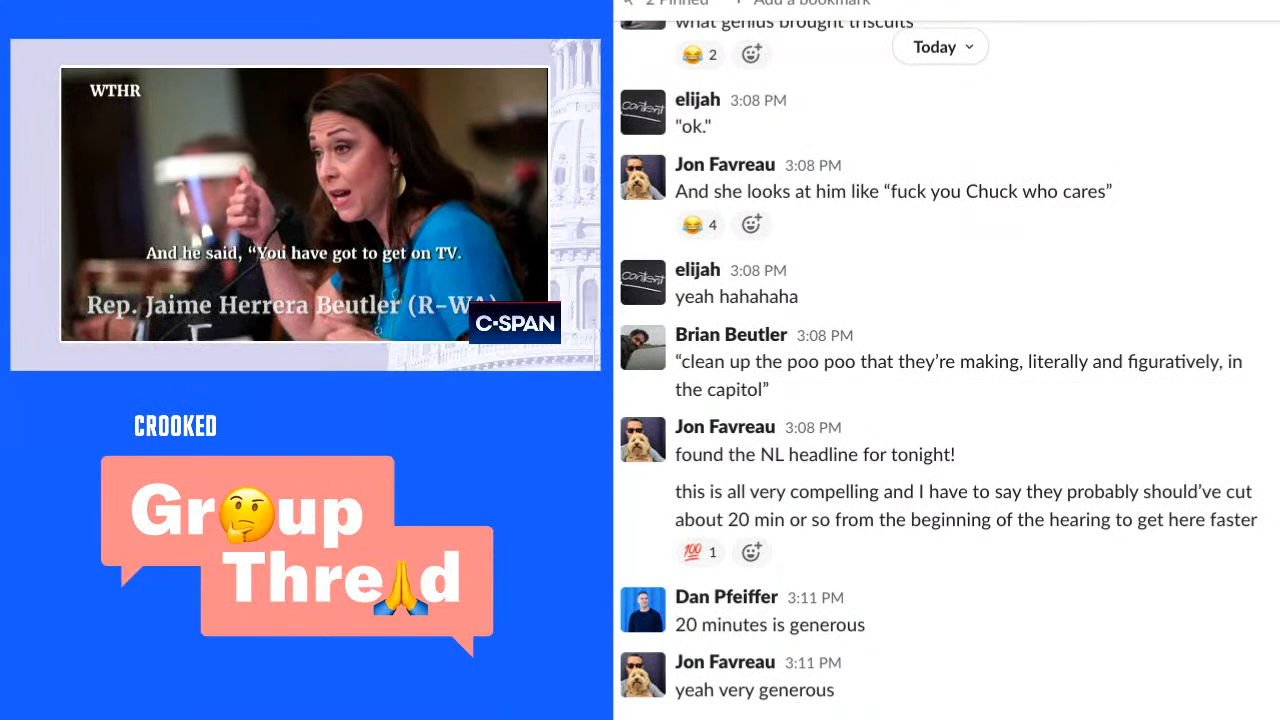 WTHR
And he said, “You have got to get on TV.
Rep. Jaime Herrera Beutler (R-WA)
C-SPAN
CROOKED
Gr🤔up
Thre🙏d
2 Pinned
Add a bookmark
what genius brought triscuits
Today
😂 2
elijah 3:08 PM
"ok."
Jon Favreau 3:08 PM
And she looks at him like “fuck you Chuck who cares”
😂 4
elijah 3:08 PM
yeah hahahaha
Brian Beutler 3:08 PM
“clean up the poo poo that they’re making, literally and figuratively, in
the capitol”
Jon Favreau 3:08 PM
found the NL headline for tonight!
this is all very compelling and I have to say they probably should’ve cut
about 20 min or so from the beginning of the hearing to get here faster
💯 1
Dan Pfeiffer 3:11 PM
20 minutes is generous
Jon Favreau 3:11 PM
yeah very generous